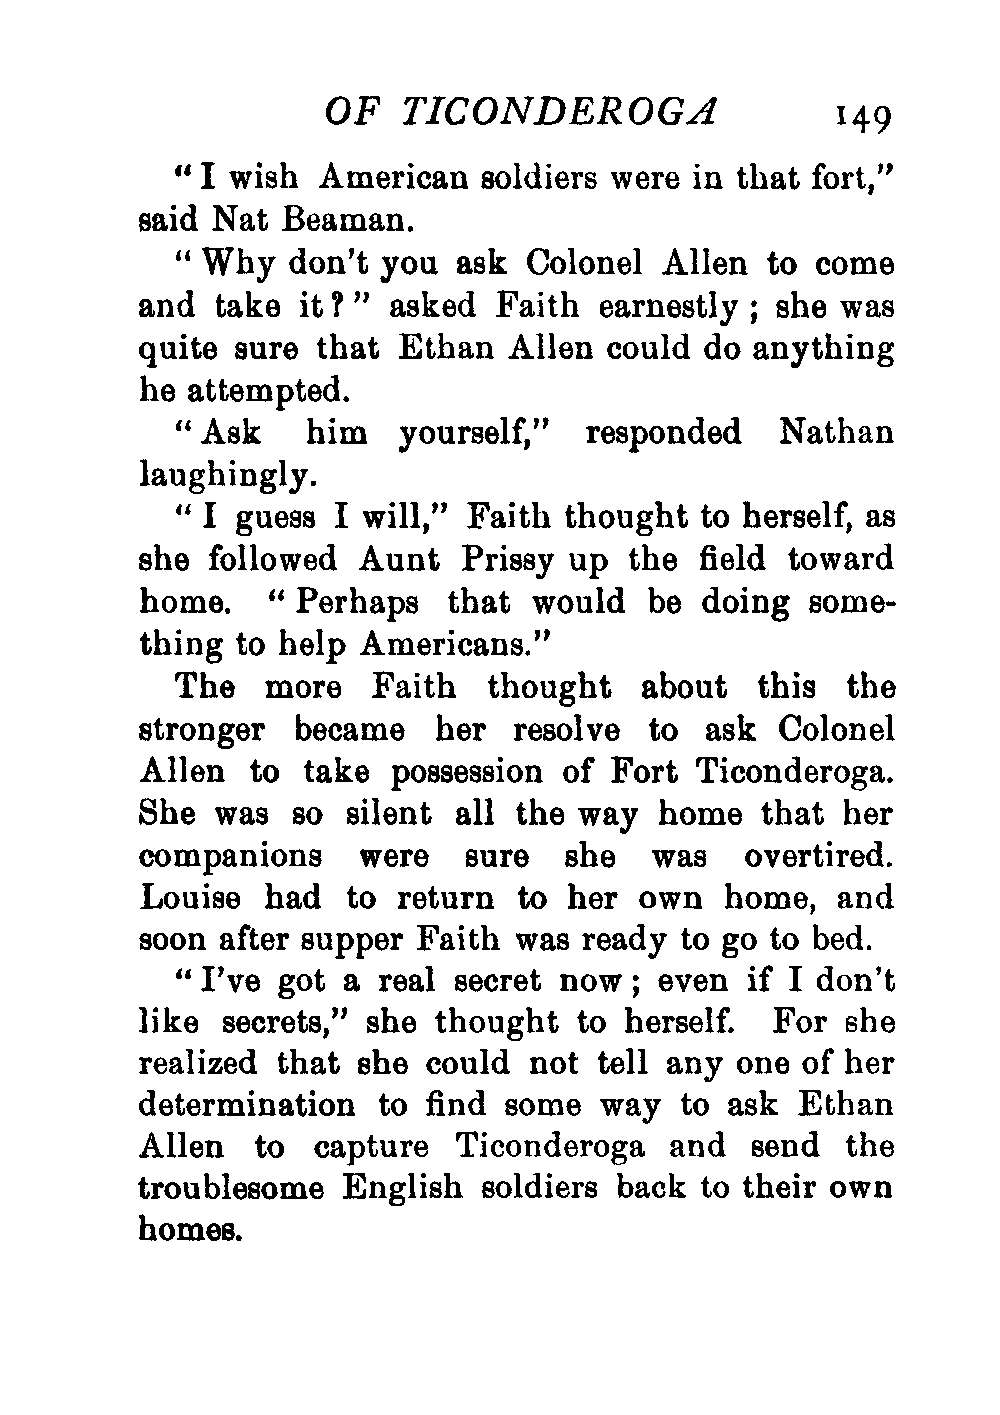 OF TICONDEROGA 149
“I wish American soldiers were in that fort,”
said Nat Beaman.
“Why don’t you ask Colonel Allen to come
and take it?” asked Faith earnestly; she was
quite sure that Ethan Allen could do anything
he attempted.
“Ask him yourself,” responded Nathan
laughingly.
“I guess I will,” Faith thought to herself, as
she followed Aunt Prissy up the field toward
home. “Perhaps that would be doing some-
thing to help Americans.”
The more Faith thought about this the
stronger became her resolve to ask Colonel
Allen to take possession of Fort Ticonderoga.
She was so silent all the way home that her
companions were sure she was overtired.
Louise had to return to her own home, and
soon after supper Faith was ready to go to bed.
“I’ve got a real secret now; even if I don’t
like secrets,” she thought to herself. For she
realized that she could not tell any one of her
determination to find some way to ask Ethan
Allen to capture Ticonderoga and send the
troublesome English soldiers back to their own
homes.